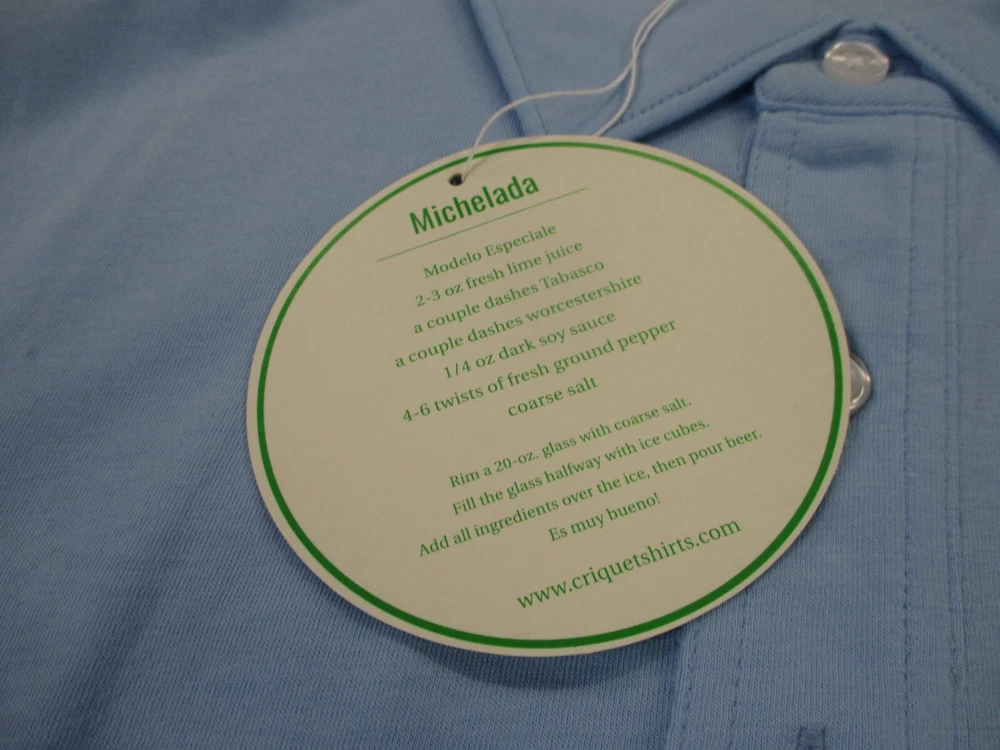 Michelada
Modelo Especiale
2-3 oz fresh lime juice
a couple dashes Tabasco
a couple dashes worcestershire
1/4 oz dark soy sauce
4-6 twists of fresh ground pepper
coarse salt
Rim a 20-oz. glass with coarse salt.
Fill the glass halfway with ice cubes.
Add all ingredients over the ice, then pour beer.
Es muy bueno!
www.criquetshirts.com